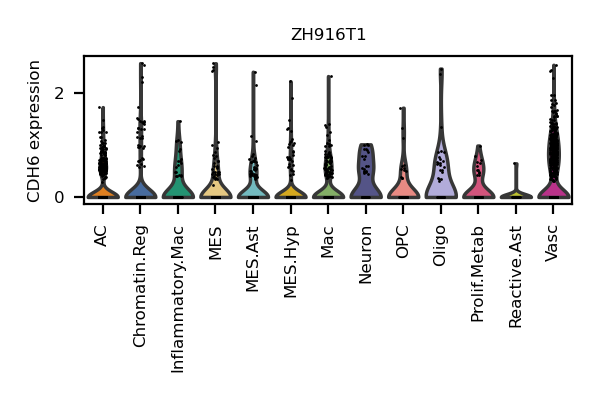 ZH916T1
CDH6 expression
2
0
AC
Chromatin.Reg
Inflammatory.Mac
MES
MES.Ast
MES.Hyp
Mac
Neuron
OPC
Oligo
Prolif.Metab
Reactive.Ast
Vasc